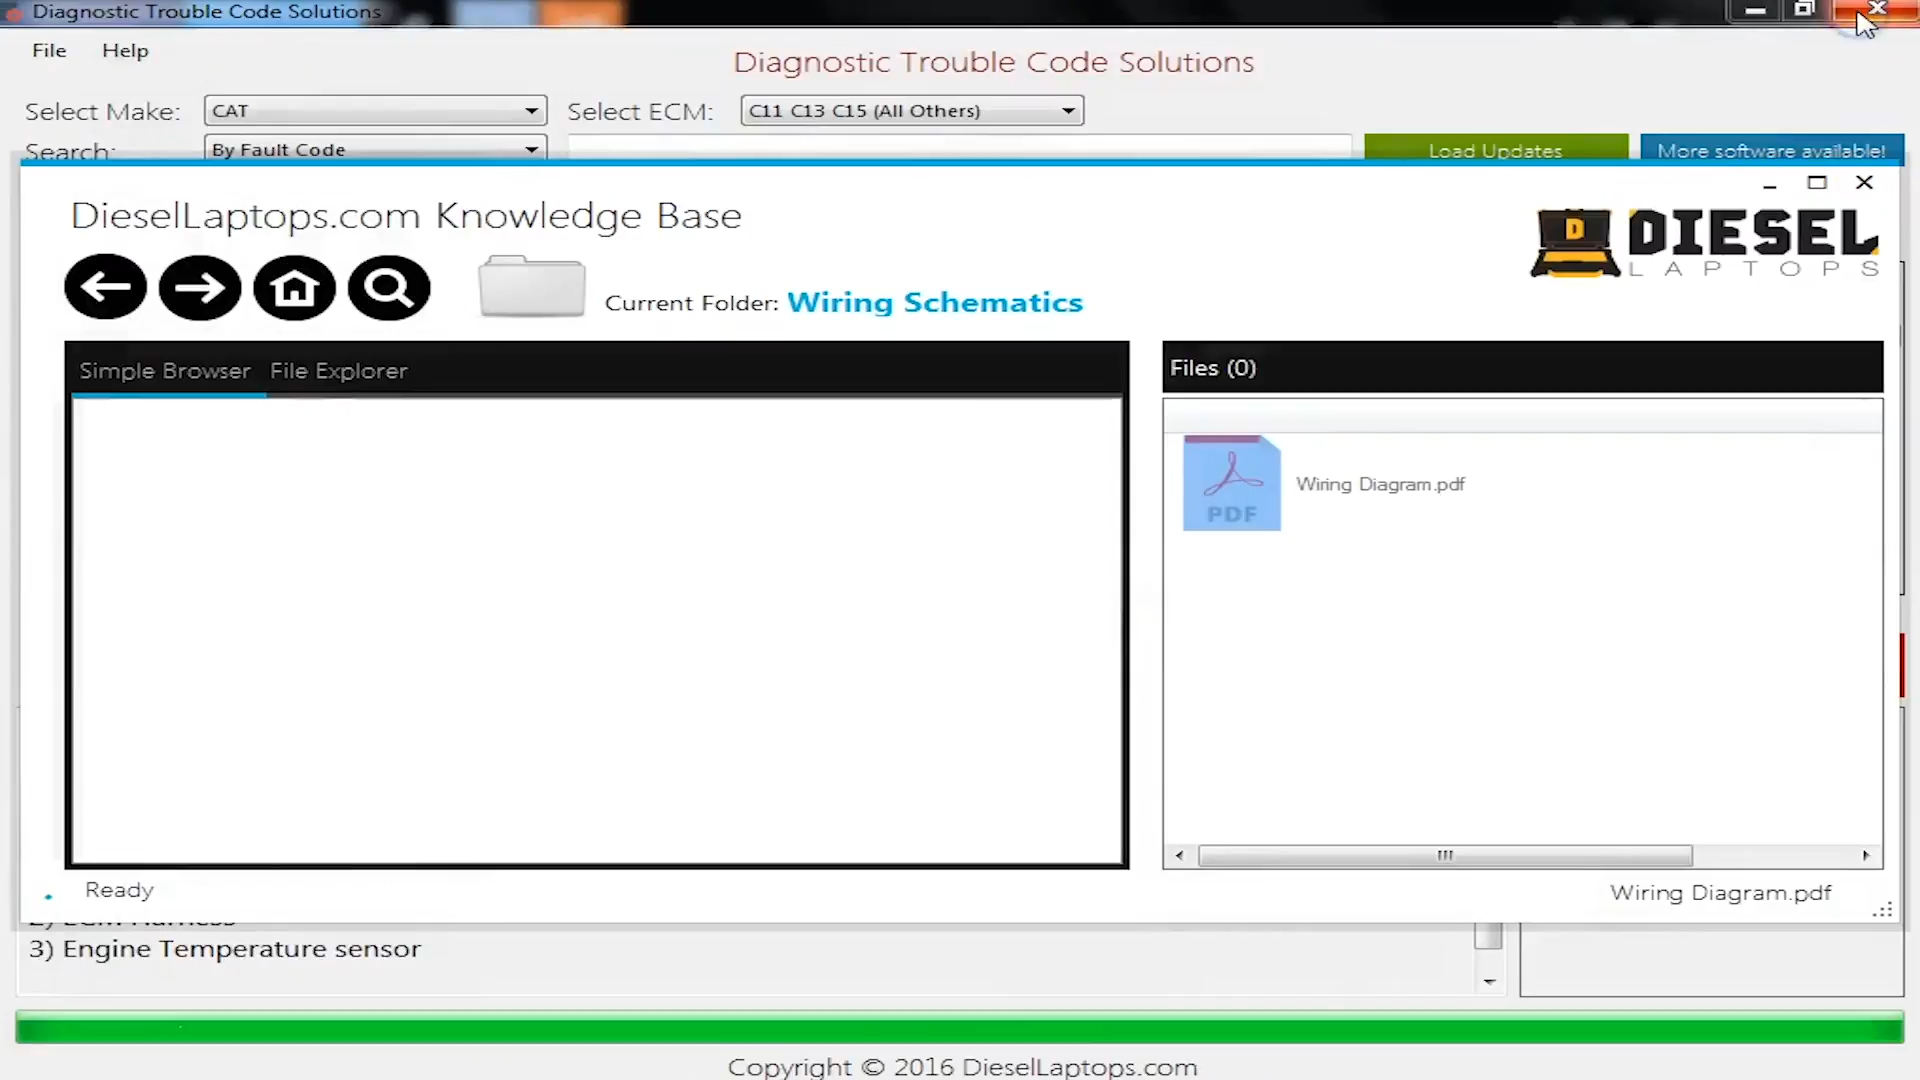 Diagnostic Trouble Code Solutions
File Help
Diagnostic Trouble Code Solutions
Select Make: CAT Select ECM: C11 C13 C15 (All Others)
Search: By Fault Code Load Updates More software available!
DieselLaptops.com Knowledge Base
D DIESEL
LAPTOPS
Current Folder: Wiring Schematics
Simple Browser File Explorer Files (0)
PDF Wiring Diagram.pdf
Ready Wiring Diagram.pdf
2) ECM Harness
3) Engine Temperature sensor
Copyright © 2016 DieselLaptops.com